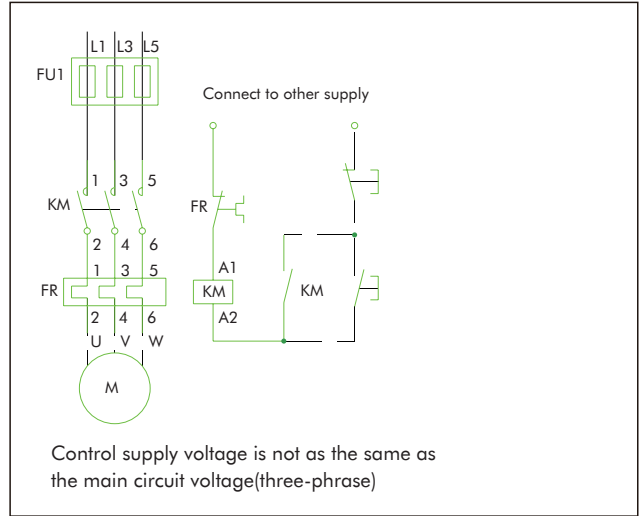 L1 L3 L5
FU1
Connect to other supply
1 3 5
KM
FR
2 4 6
1 3 5
A1
FR
KM
KM
A2
2 4 6
U V W
M
Control supply voltage is not as the same as
the main circuit voltage(three-phrase)